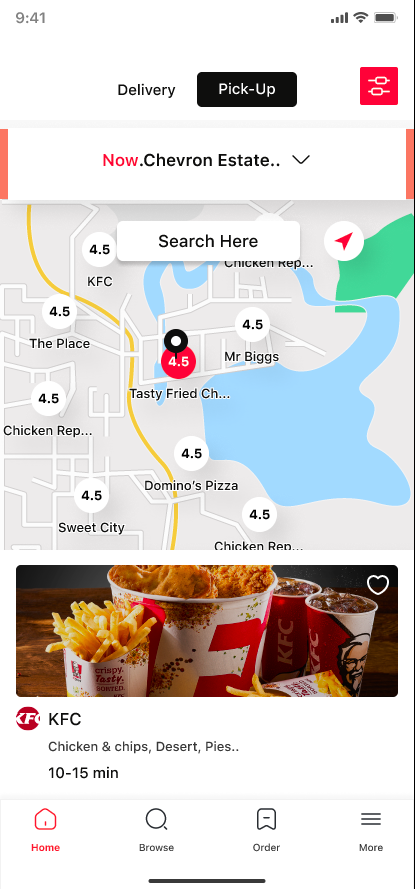 9:41
Delivery
Pick-Up
Now.Chevron Estate..
Search Here
4.5
Chicken Rep...
KFC
4.5
The Place
4.5
Mr Biggs
4.5
Tasty Fried Ch...
4.5
Chicken Rep...
4.5
Domino's Pizza
4.5
Sweet City
4.5
Chicken Rep...
KFC
crispy.
Tasty.
SORTED.
KFC
KFC
KFC
KFC
Chicken & chips, Desert, Pies..
10-15 min
Home
Browse
Order
More